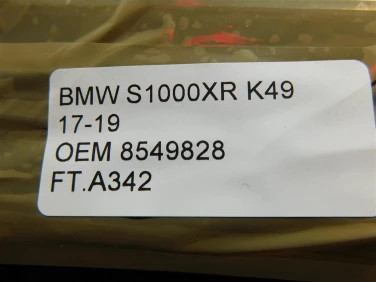 BMW S1000XR K49
17-19
OEM 8549828
FT.A342